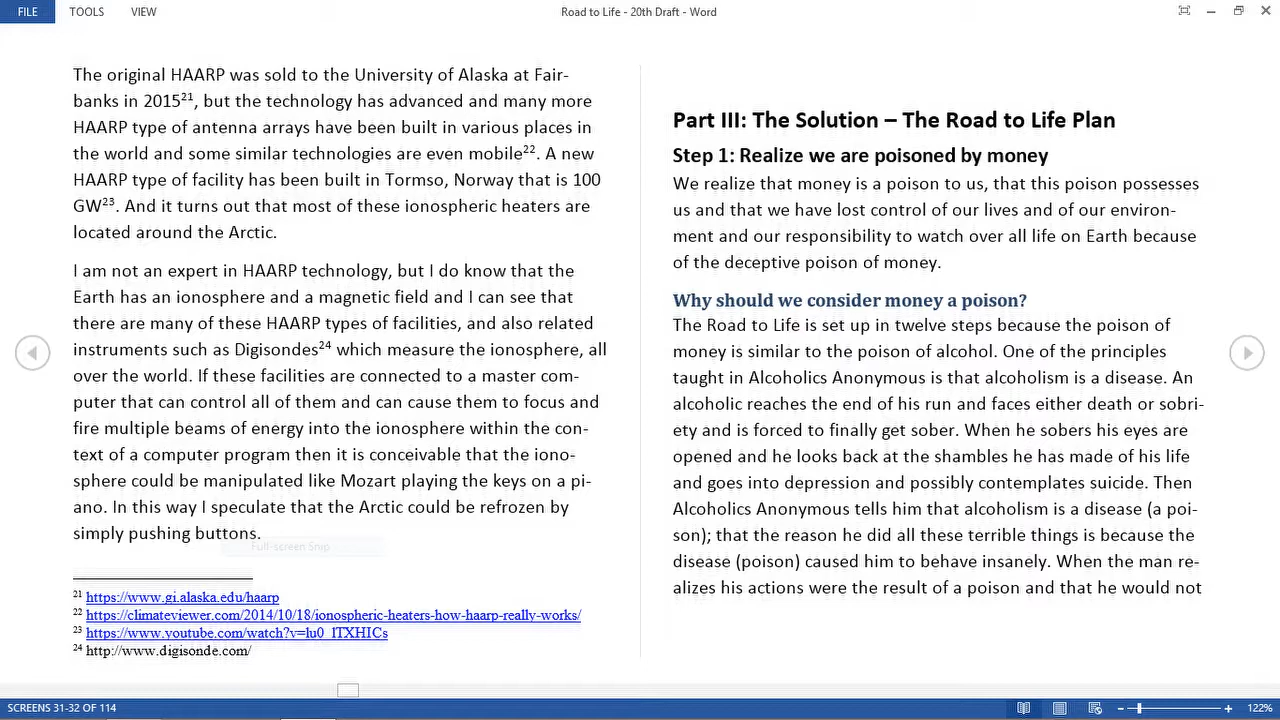 FILE TOOLS VIEW Road to Life - 20th Draft - Word
The original HAARP was sold to the University of Alaska at Fair-
banks in 2015²¹, but the technology has advanced and many more
HAARP type of antenna arrays have been built in various places in
the world and some similar technologies are even mobile²². A new
HAARP type of facility has been built in Tormso, Norway that is 100
GW²³. And it turns out that most of these ionospheric heaters are
located around the Arctic.
I am not an expert in HAARP technology, but I do know that the
Earth has an ionosphere and a magnetic field and I can see that
there are many of these HAARP types of facilities, and also related
instruments such as Digisondes²⁴ which measure the ionosphere, all
over the world. If these facilities are connected to a master com-
puter that can control all of them and can cause them to focus and
fire multiple beams of energy into the ionosphere within the con-
text of a computer program then it is conceivable that the iono-
sphere could be manipulated like Mozart playing the keys on a pi-
ano. In this way I speculate that the Arctic could be refrozen by
simply pushing buttons.
Full-screen Snip
²¹ https://www.gi.alaska.edu/haarp
²² https://climateviewer.com/2014/10/18/ionospheric-heaters-how-haarp-really-works/
²³ https://www.youtube.com/watch?v=lu0_lTXHICs
²⁴ http://www.digisonde.com/
Part III: The Solution – The Road to Life Plan
Step 1: Realize we are poisoned by money
We realize that money is a poison to us, that this poison possesses
us and that we have lost control of our lives and of our environ-
ment and our responsibility to watch over all life on Earth because
of the deceptive poison of money.
Why should we consider money a poison?
The Road to Life is set up in twelve steps because the poison of
money is similar to the poison of alcohol. One of the principles
taught in Alcoholics Anonymous is that alcoholism is a disease. An
alcoholic reaches the end of his run and faces either death or sobri-
ety and is forced to finally get sober. When he sobers his eyes are
opened and he looks back at the shambles he has made of his life
and goes into depression and possibly contemplates suicide. Then
Alcoholics Anonymous tells him that alcoholism is a disease (a poi-
son); that the reason he did all these terrible things is because the
disease (poison) caused him to behave insanely. When the man re-
alizes his actions were the result of a poison and that he would not
SCREENS 31-32 OF 114 122%